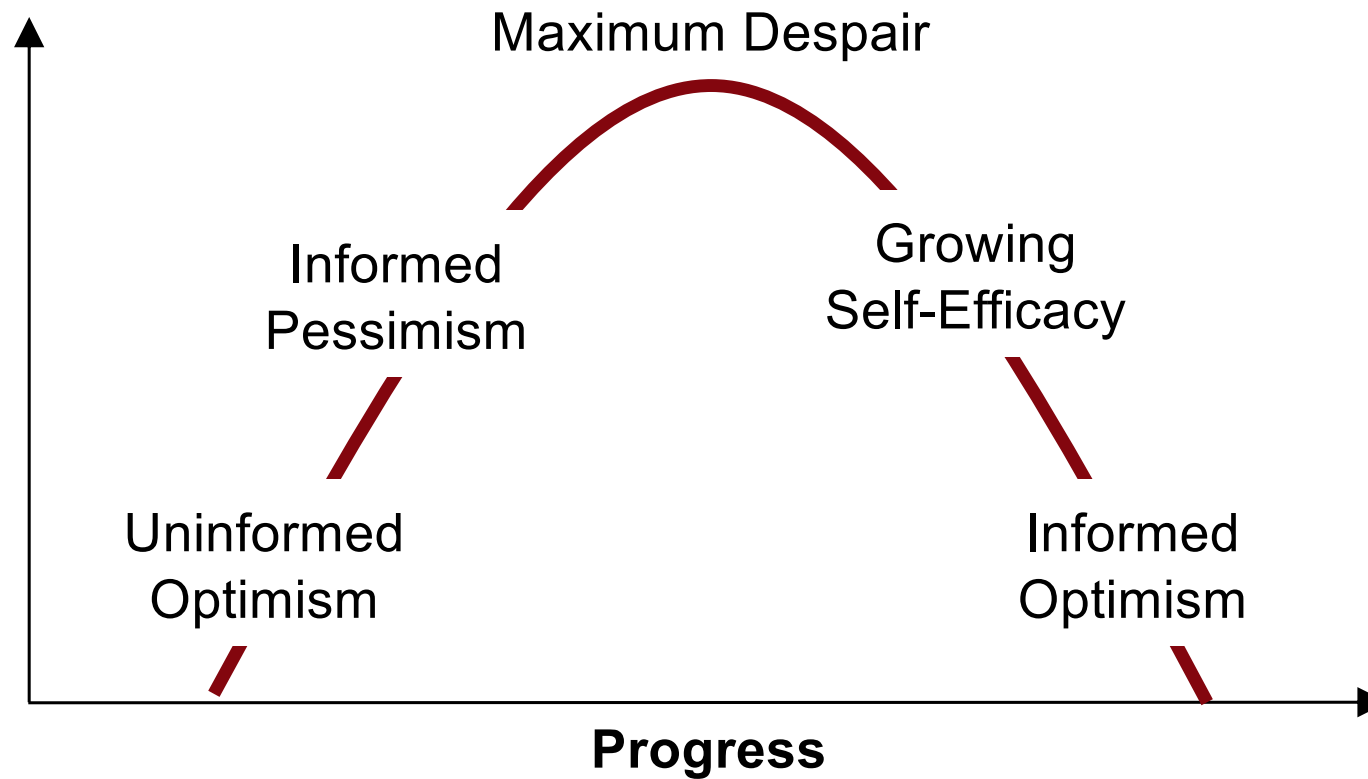 Maximum Despair
Informed
Pessimism
Growing
Self-Efficacy
Uninformed
Optimism
Informed
Optimism
Progress